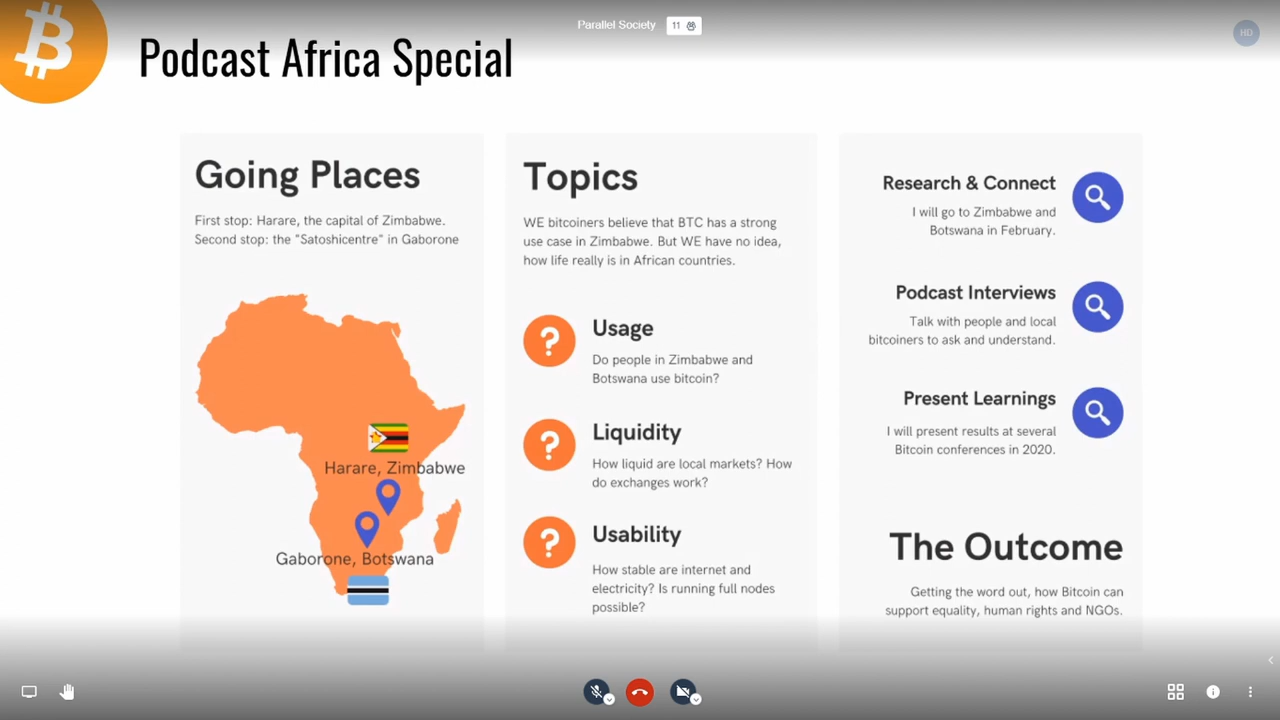 Parallel Society
11
HD
Podcast Africa Special
Going Places
First stop: Harare, the capital of Zimbabwe.
Second stop: the "Satoshicentre" in Gaborone
Harare, Zimbabwe
Gaborone, Botswana
Topics
WE bitcoiners believe that BTC has a strong
use case in Zimbabwe. But WE have no idea,
how life really is in African countries.
Usage
Do people in Zimbabwe and
Botswana use bitcoin?
Liquidity
How liquid are local markets? How
do exchanges work?
Usability
How stable are internet and
electricity? Is running full nodes
possible?
Research & Connect
I will go to Zimbabwe and
Botswana in February.
Podcast Interviews
Talk with people and local
bitcoiners to ask and understand.
Present Learnings
I will present results at several
Bitcoin conferences in 2020.
The Outcome
Getting the word out, how Bitcoin can
support equality, human rights and NGOs.